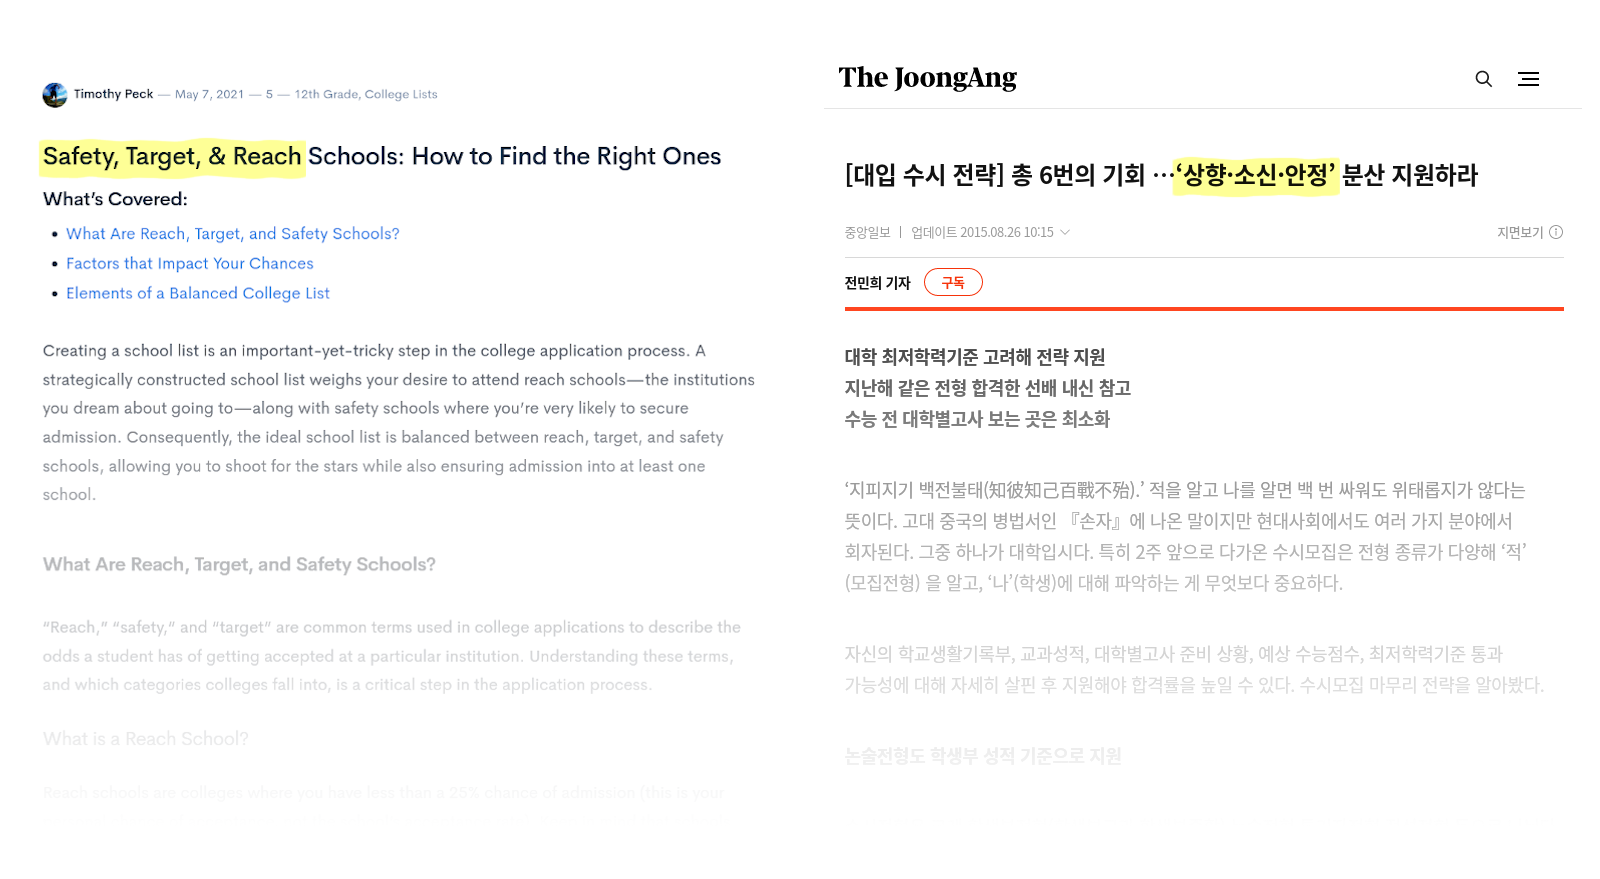 Timothy Peck — May 7, 2021 — 5 — 12th Grade, College Lists
Safety, Target, & Reach Schools: How to Find the Right Ones
What's Covered:
• What Are Reach, Target, and Safety Schools?
• Factors that Impact Your Chances
• Elements of a Balanced College List
Creating a school list is an important-yet-tricky step in the college application process. A
strategically constructed school list weighs your desire to attend reach schools—the institutions
you dream about going to—along with safety schools where you're very likely to secure
admission. Consequently, the ideal school list is balanced between reach, target, and safety
schools, allowing you to shoot for the stars while also ensuring admission into at least one
school.
What Are Reach, Target, and Safety Schools?
“Reach,” “safety,” and “target” are common terms used in college applications to describe the
odds a student has of getting accepted at a particular institution. Understanding these terms,
and which categories colleges fall into, is a critical step in the application process.
What is a Reach School?
Reach schools are colleges where you have less than a 25% chance of admission (this is your
The JoongAng
[대입 수시 전략] 총 6번의 기회 …‘상향·소신·안정’ 분산 지원하라
중앙일보 | 업데이트 2015.08.26 10:15
지면보기
전민희 기자 구독
대학 최저학력기준 고려해 전략 지원
지난해 같은 전형 합격한 선배 내신 참고
수능 전 대학별고사 보는 곳은 최소화
‘지피지기 백전불태(知彼知己百戰不殆).’ 적을 알고 나를 알면 백 번 싸워도 위태롭지가 않다는
뜻이다. 고대 중국의 병법서인 『손자』에 나온 말이지만 현대사회에서도 여러 가지 분야에서
회자된다. 그중 하나가 대학입시다. 특히 2주 앞으로 다가온 수시모집은 전형 종류가 다양해 ‘적’
(모집전형) 을 알고, ‘나’(학생)에 대해 파악하는 게 무엇보다 중요하다.
자신의 학교생활기록부, 교과성적, 대학별고사 준비 상황, 예상 수능점수, 최저학력기준 통과
가능성에 대해 자세히 살핀 후 지원해야 합격률을 높일 수 있다. 수시모집 마무리 전략을 알아봤다.
논술전형도 학생부 성적 기준으로 지원